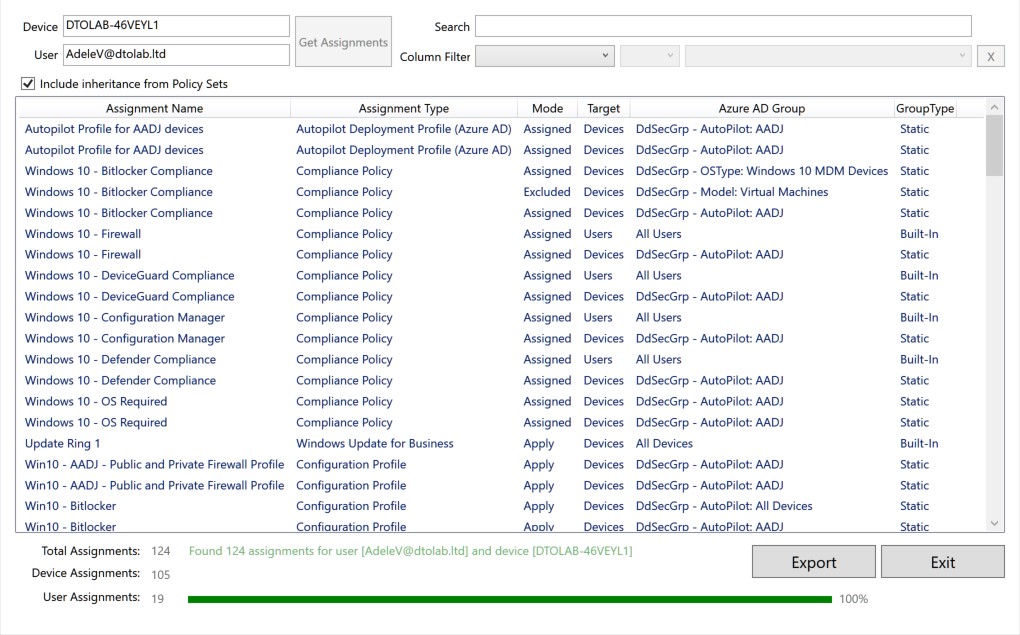 Device DTOLAB-46VEYL1 Get Assignments Search
User AdeleV@dtolab.ltd Column Filter X
Include inheritance from Policy Sets
Assignment Name Assignment Type Mode Target Azure AD Group GroupType
Autopilot Profile for AADJ devices Autopilot Deployment Profile (Azure AD) Assigned Devices DdSecGrp - AutoPilot: AADJ Static
Autopilot Profile for AADJ devices Autopilot Deployment Profile (Azure AD) Assigned Devices DdSecGrp - AutoPilot: AADJ Static
Windows 10 - Bitlocker Compliance Compliance Policy Assigned Devices DdSecGrp - OSType: Windows 10 MDM Devices Static
Windows 10 - Bitlocker Compliance Compliance Policy Excluded Devices DdSecGrp - Model: Virtual Machines Static
Windows 10 - Bitlocker Compliance Compliance Policy Assigned Devices DdSecGrp - AutoPilot: AADJ Static
Windows 10 - Firewall Compliance Policy Assigned Users All Users Built-In
Windows 10 - Firewall Compliance Policy Assigned Devices DdSecGrp - AutoPilot: AADJ Static
Windows 10 - DeviceGuard Compliance Compliance Policy Assigned Users All Users Built-In
Windows 10 - DeviceGuard Compliance Compliance Policy Assigned Devices DdSecGrp - AutoPilot: AADJ Static
Windows 10 - Configuration Manager Compliance Policy Assigned Users All Users Built-In
Windows 10 - Configuration Manager Compliance Policy Assigned Devices DdSecGrp - AutoPilot: AADJ Static
Windows 10 - Defender Compliance Compliance Policy Assigned Users All Users Built-In
Windows 10 - Defender Compliance Compliance Policy Assigned Devices DdSecGrp - AutoPilot: AADJ Static
Windows 10 - OS Required Compliance Policy Assigned Devices DdSecGrp - AutoPilot: AADJ Static
Windows 10 - OS Required Compliance Policy Assigned Devices DdSecGrp - AutoPilot: AADJ Static
Update Ring 1 Windows Update for Business Apply Devices All Devices Built-In
Win10 - AADJ - Public and Private Firewall Profile Configuration Profile Apply Devices DdSecGrp - AutoPilot: AADJ Static
Win10 - AADJ - Public and Private Firewall Profile Configuration Profile Apply Devices DdSecGrp - AutoPilot: AADJ Static
Win10 - Bitlocker Configuration Profile Apply Devices DdSecGrp - AutoPilot: All Devices Static
Win10 - Bitlocker Configuration Profile Apply Devices DdSecGrp - AutoPilot: AADJ Static
Total Assignments: 124 Found 124 assignments for user [AdeleV@dtolab.ltd] and device [DTOLAB-46VEYL1] Export Exit
Device Assignments: 105
User Assignments: 19 100%